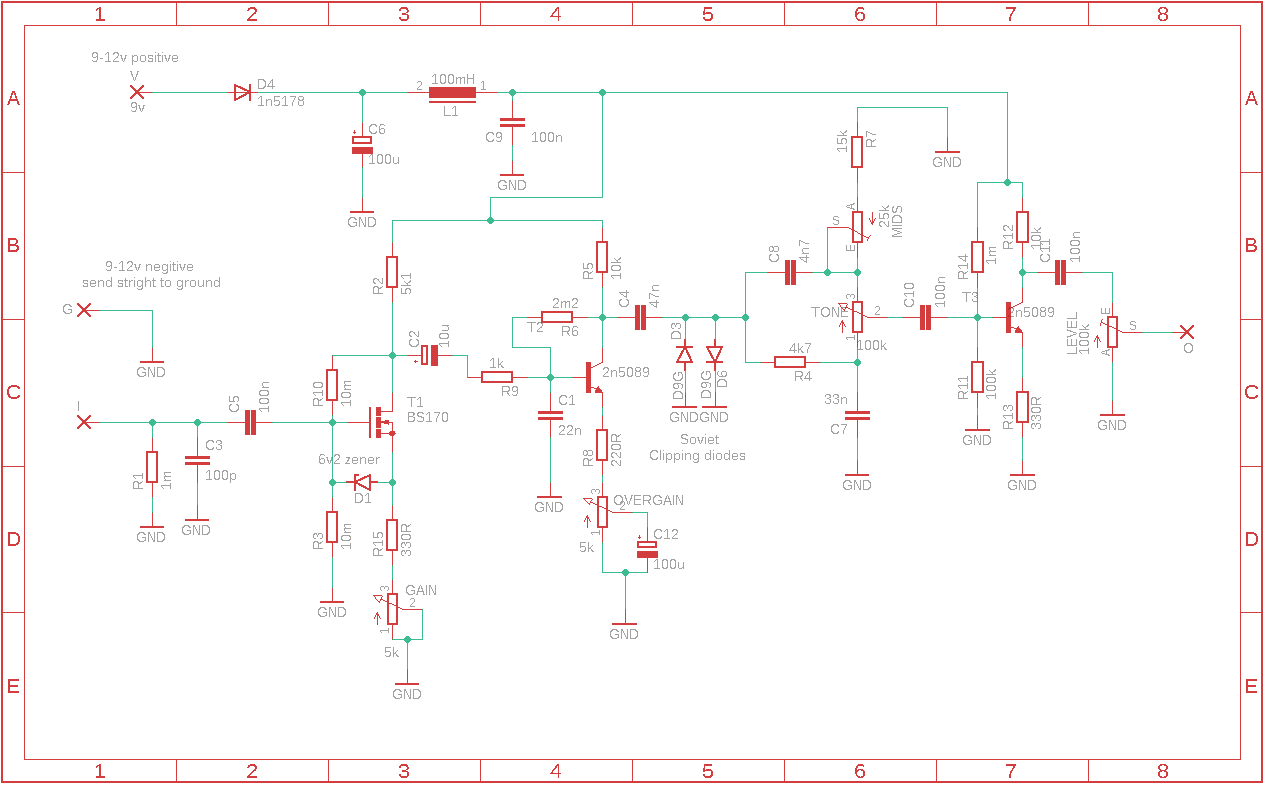 1 2 3 4 5 6 7 8
A
9-12v positive
V
9v
D4
1n5178
2
100mH
1
L1
C6
100u
GND
C9
100n
GND
15k
R7
GND
A
B
9-12v negitive
send stright to ground
G
GND
R2
5k1
R5
10k
2m2
R6
T2
C4
47n
C8
4n7
A
S
E
25k
MIDS
TONE
3
2
1
100k
C10
100n
R14
1m
R12
10k
C11
100n
T3
2n5089
LEVEL
100k
E
S
A
O
B
C
I
C5
100n
R1
1m
GND
C3
100p
GND
R10
10m
C2
10u
T1
BS170
1k
R9
2n5089
C1
22n
GND
D3
D9G
GND
D6
D9G
GND
Soviet
Clipping diodes
4k7
R4
33n
C7
GND
R11
100k
GND
R13
330R
GND
GND
C
D
6v2 zener
D1
R3
10m
GND
R15
330R
GAIN
3
2
1
5k
GND
R8
220R
OVERGAIN
3
2
1
5k
C12
100u
GND
D
E
E
1 2 3 4 5 6 7 8